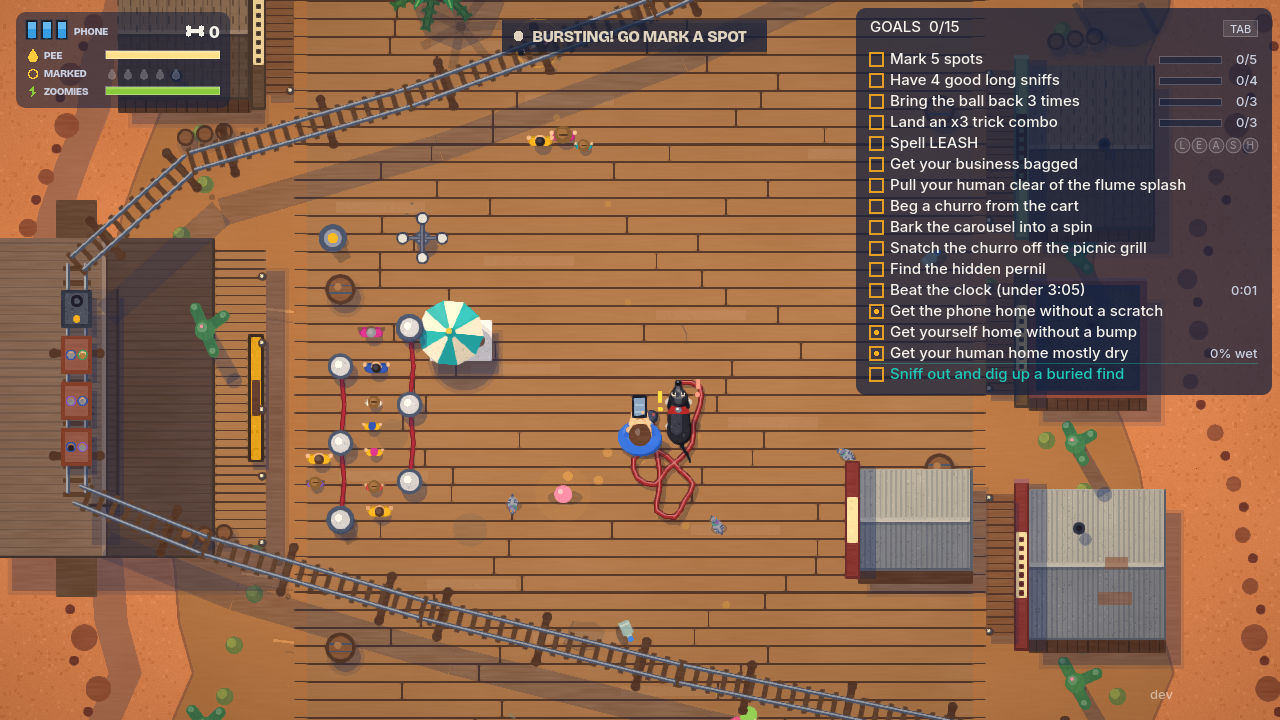 PHONE
0
PEE
MARKED
ZOOMIES
BURSTING! GO MARK A SPOT
GOALS 0/15
TAB
Mark 5 spots 0/5
Have 4 good long sniffs 0/4
Bring the ball back 3 times 0/3
Land an x3 trick combo 0/3
Spell LEASH L E A S H
Get your business bagged
Pull your human clear of the flume splash
Beg a churro from the cart
Bark the carousel into a spin
Snatch the churro off the picnic grill
Find the hidden pernil
Beat the clock (under 3:05) 0:01
Get the phone home without a scratch
Get yourself home without a bump
Get your human home mostly dry 0% wet
Sniff out and dig up a buried find
dev